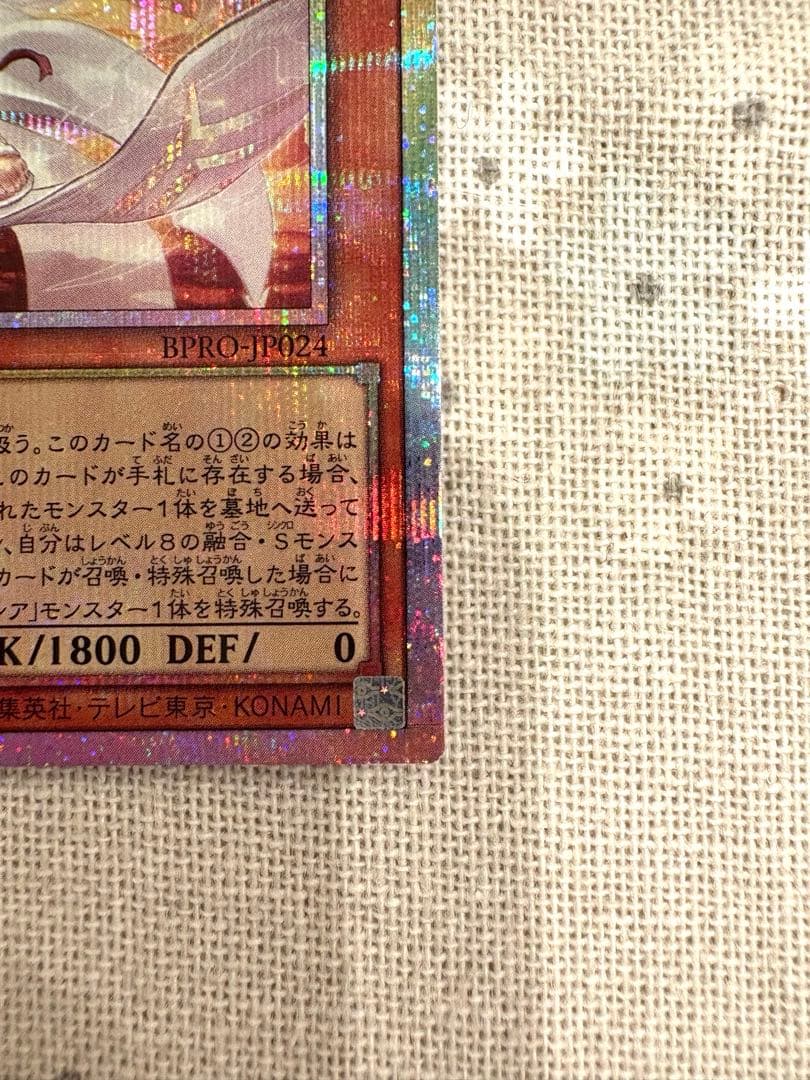 BPRO-JP024
扱う。このカード名の①②の効果は
このカードが手札に存在する場合、
れたモンスター1体を墓地へ送って
、自分はレベル8の融合・Sモンス
カードが召喚・特殊召喚した場合に
シア」モンスター1体を特殊召喚する。
K/1800 DEF/ 0
集英社・テレビ東京・KONAMI